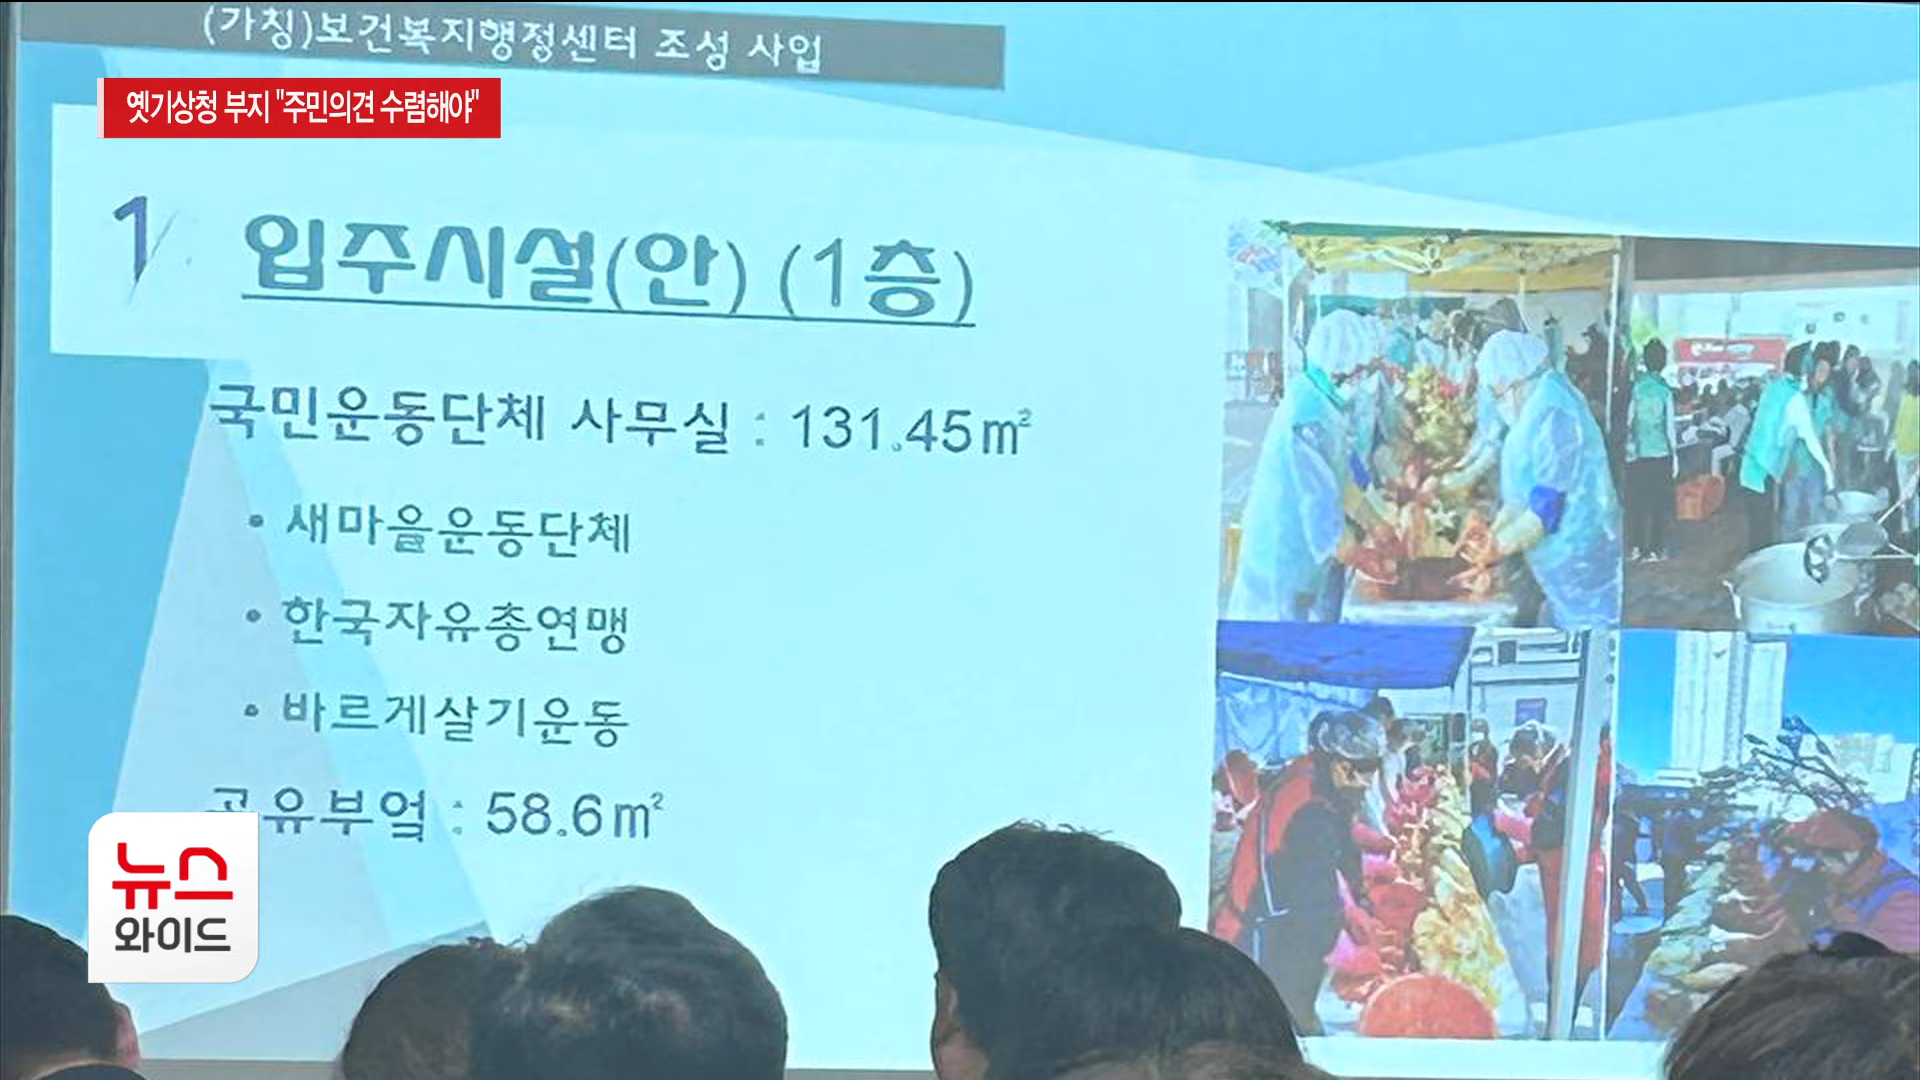 (가칭)보건복지행정센터 조성 사업
옛기상청 부지 "주민의견 수렴해야"
1
입주시설(안) (1층)
국민운동단체 사무실 : 131.45㎡
• 새마을운동단체
• 한국자유총연맹
• 바르게살기운동
공유부엌 : 58.6㎡
뉴스
와이드